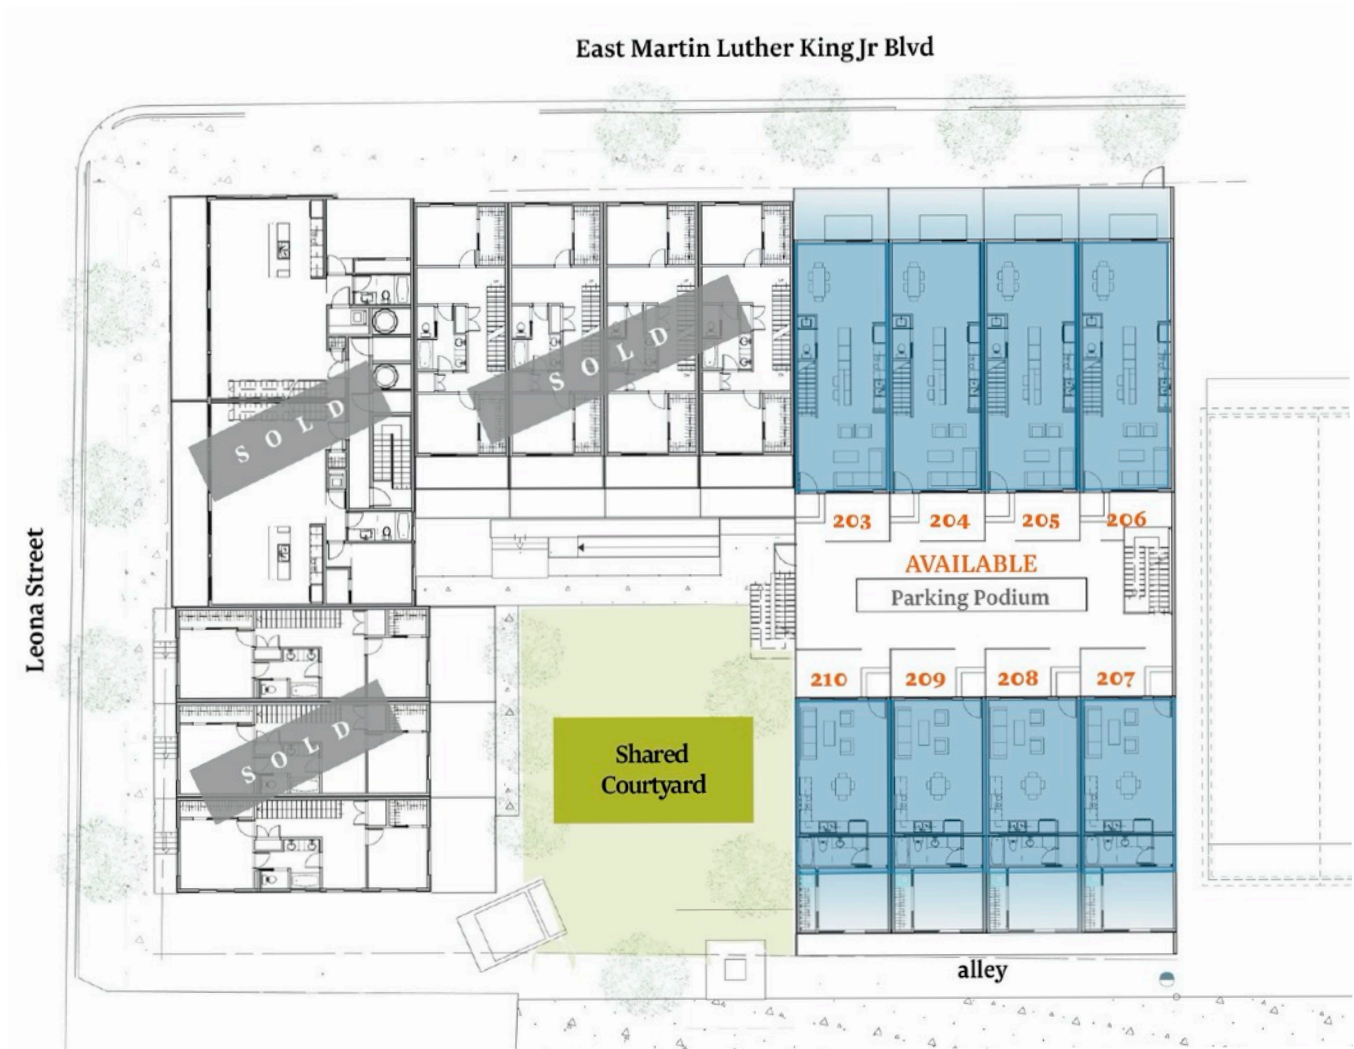 East Martin Luther King Jr Blvd
SOLD
SOLD
203 204 205 206
AVAILABLE
Parking Podium
Leona Street
210 209 208 207
SOLD
Shared
Courtyard
alley